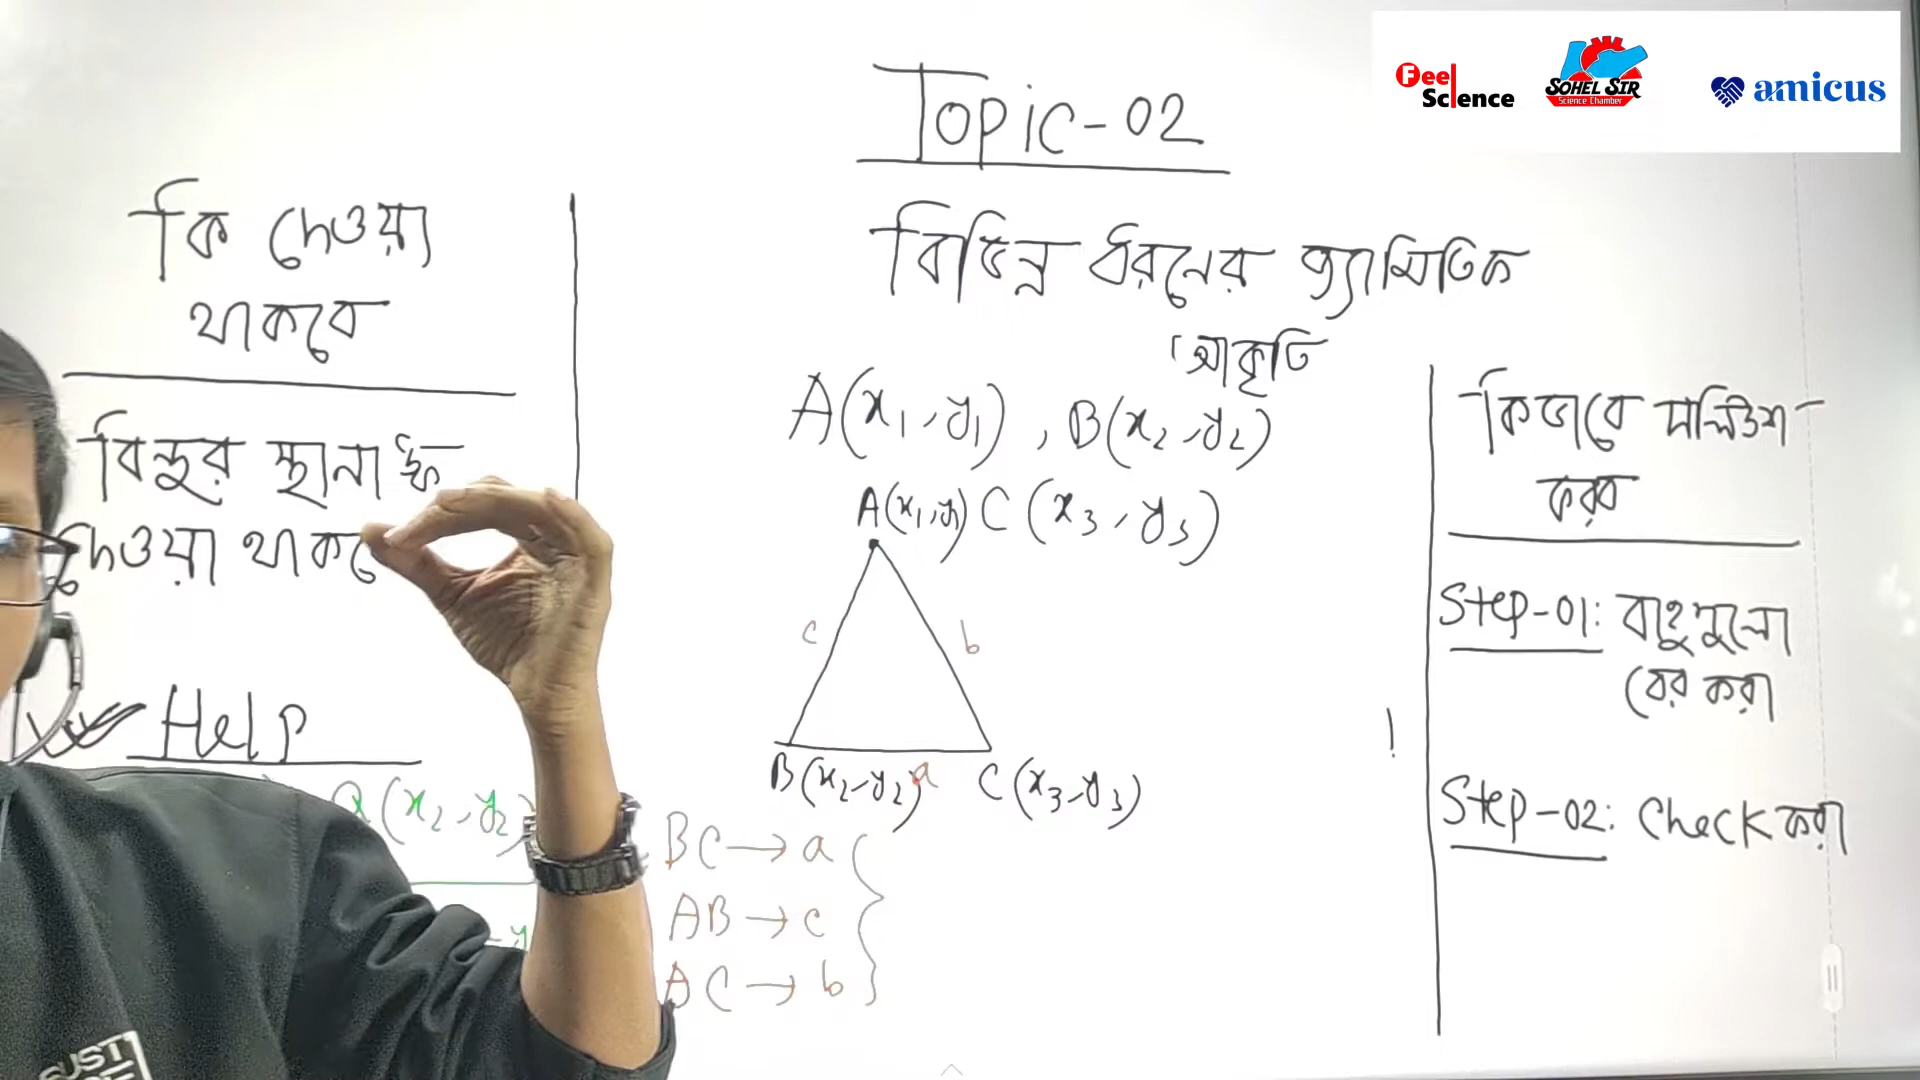 Feel
Science
SOHEL SIR
Science Chamber
amicus
Topic-02
বিভিন্ন ধরনের জ্যামিতিক
আকৃতি
কি দেওয়া
থাকবে
বিন্দুর স্থানাঙ্ক
দেওয়া থাকবে
Help
Q(x₂, y₂)
A(x₁, y₁), B(x₂, y₂)
C(x₃, y₃)
A(x₁, y₁)
c
b
a
B(x₂, y₂)
C(x₃, y₃)
BC → a
AB → c
AC → b
কিভাবে সলিউশন
করব
Step-01: বাহুগুলো
বের করা
Step-02: Check করা